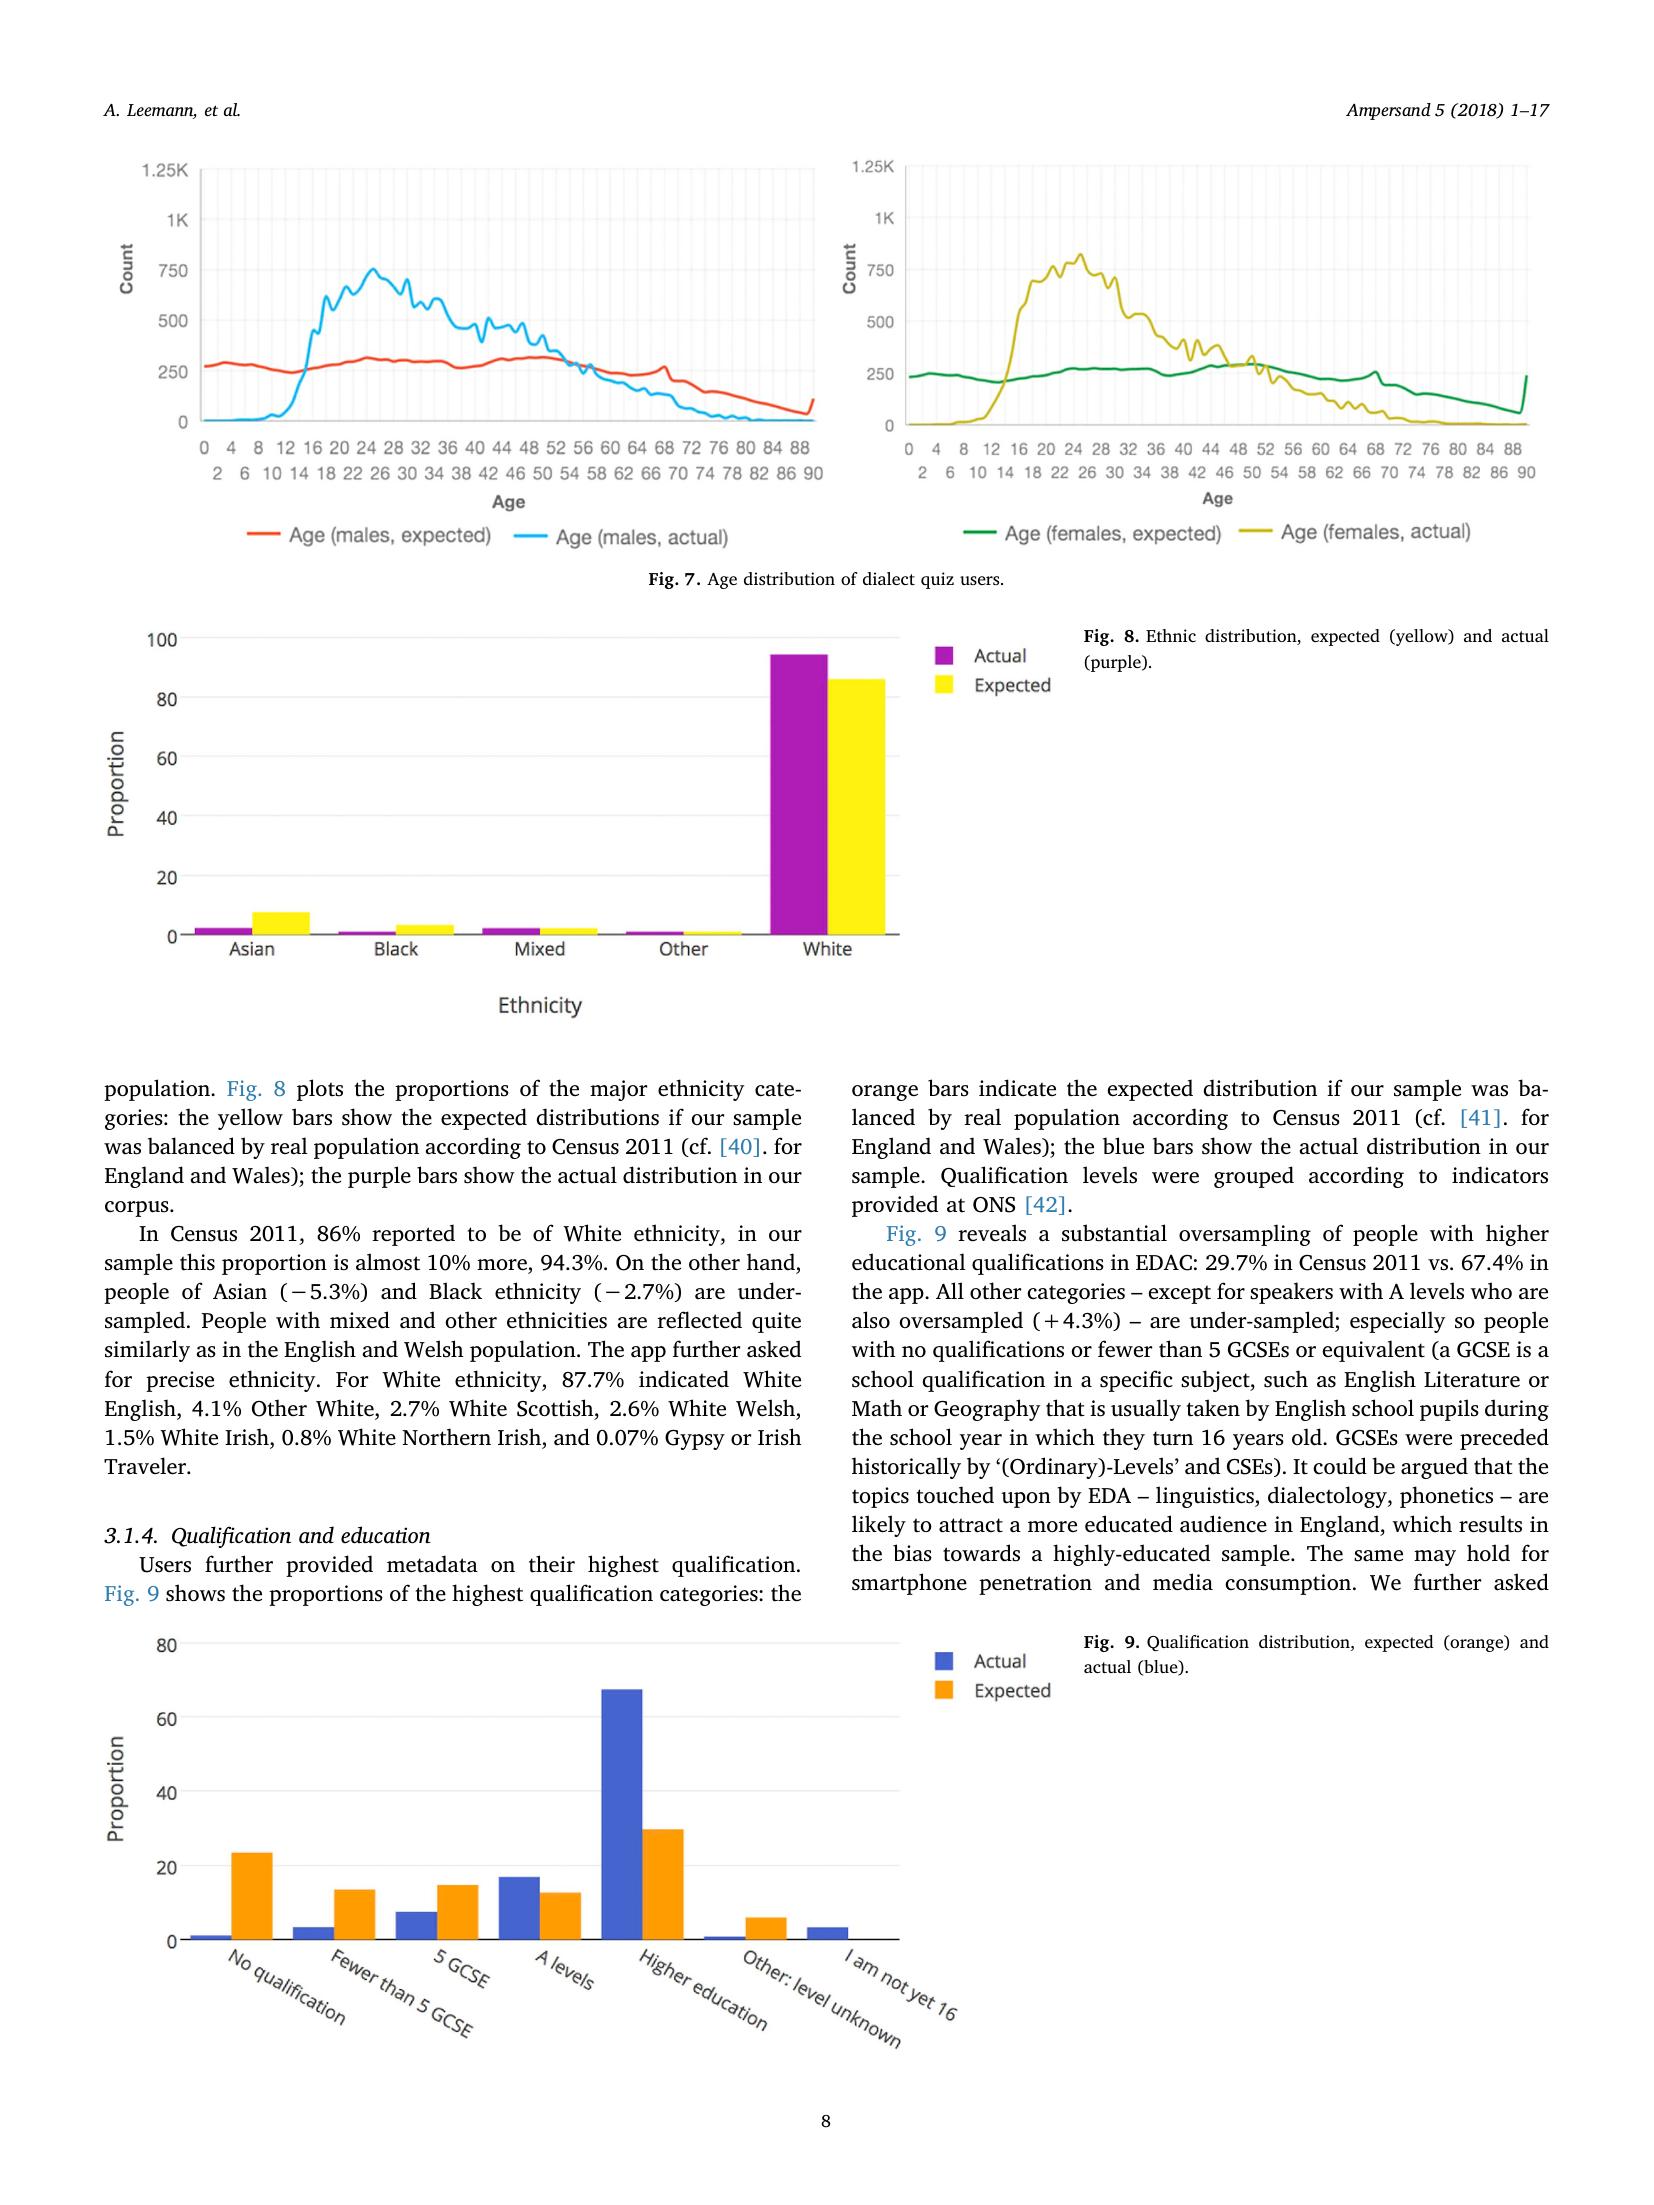 A. Leemann, et al.
Ampersand 5 (2018) 1–17
1.25K
1K
750
500
250
0
Count
0 4 8 12 16 20 24 28 32 36 40 44 48 52 56 60 64 68 72 76 80 84 88
2 6 10 14 18 22 26 30 34 38 42 46 50 54 58 62 66 70 74 78 82 86 90
Age
Age (males, expected) Age (males, actual)
1.25K
1K
750
500
250
0
Count
0 4 8 12 16 20 24 28 32 36 40 44 48 52 56 60 64 68 72 76 80 84 88
2 6 10 14 18 22 26 30 34 38 42 46 50 54 58 62 66 70 74 78 82 86 90
Age
Age (females, expected) Age (females, actual)
Fig. 7. Age distribution of dialect quiz users.
100
80
60
40
20
0
Proportion
Asian Black Mixed Other White
Ethnicity
Actual
Expected
Fig. 8. Ethnic distribution, expected (yellow) and actual
(purple).
population. Fig. 8 plots the proportions of the major ethnicity cate-
gories: the yellow bars show the expected distributions if our sample
was balanced by real population according to Census 2011 (cf. [40]. for
England and Wales); the purple bars show the actual distribution in our
corpus.
In Census 2011, 86% reported to be of White ethnicity, in our
sample this proportion is almost 10% more, 94.3%. On the other hand,
people of Asian (−5.3%) and Black ethnicity (−2.7%) are under-
sampled. People with mixed and other ethnicities are reflected quite
similarly as in the English and Welsh population. The app further asked
for precise ethnicity. For White ethnicity, 87.7% indicated White
English, 4.1% Other White, 2.7% White Scottish, 2.6% White Welsh,
1.5% White Irish, 0.8% White Northern Irish, and 0.07% Gypsy or Irish
Traveler.
3.1.4. Qualification and education
Users further provided metadata on their highest qualification.
Fig. 9 shows the proportions of the highest qualification categories: the
orange bars indicate the expected distribution if our sample was ba-
lanced by real population according to Census 2011 (cf. [41]. for
England and Wales); the blue bars show the actual distribution in our
sample. Qualification levels were grouped according to indicators
provided at ONS [42].
Fig. 9 reveals a substantial oversampling of people with higher
educational qualifications in EDAC: 29.7% in Census 2011 vs. 67.4% in
the app. All other categories – except for speakers with A levels who are
also oversampled (+4.3%) – are under-sampled; especially so people
with no qualifications or fewer than 5 GCSEs or equivalent (a GCSE is a
school qualification in a specific subject, such as English Literature or
Math or Geography that is usually taken by English school pupils during
the school year in which they turn 16 years old. GCSEs were preceded
historically by ‘(Ordinary)-Levels’ and CSEs). It could be argued that the
topics touched upon by EDA – linguistics, dialectology, phonetics – are
likely to attract a more educated audience in England, which results in
the bias towards a highly-educated sample. The same may hold for
smartphone penetration and media consumption. We further asked
80
60
40
20
0
Proportion
No qualification
Fewer than 5 GCSE
5 GCSE
A levels
Higher education
Other: level unknown
I am not yet 16
Actual
Expected
Fig. 9. Qualification distribution, expected (orange) and
actual (blue).
8